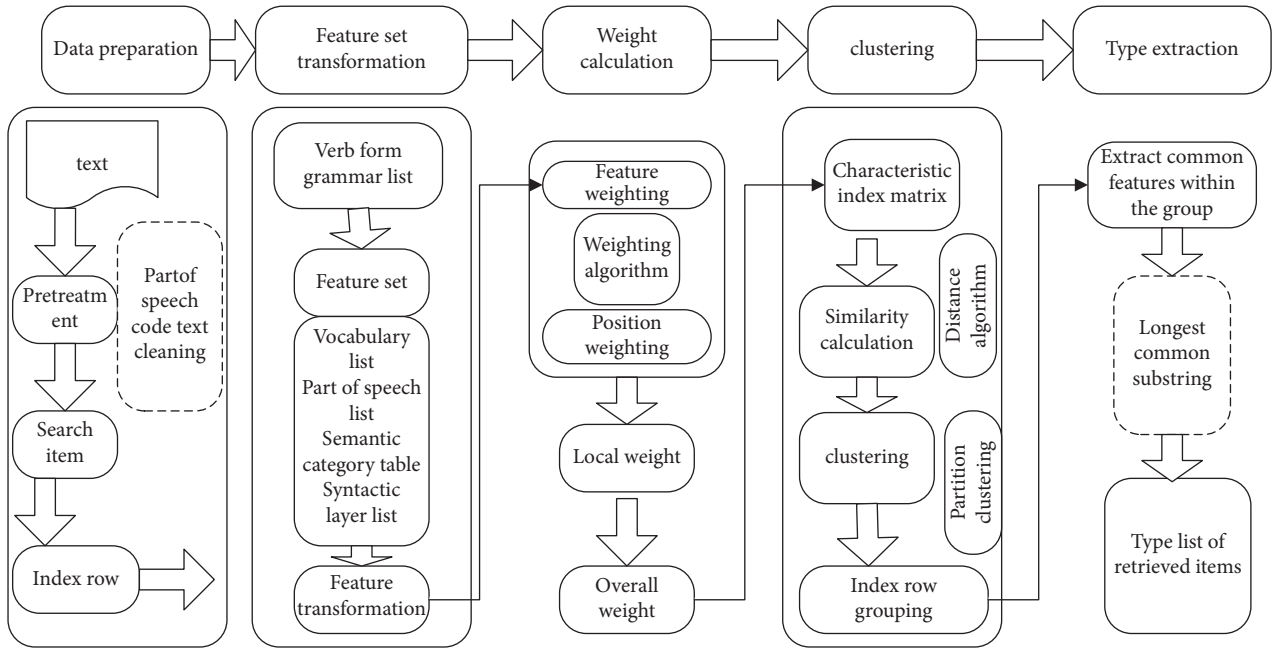 Data preparation
Feature set
transformation
Weight
calculation
clustering
Type extraction
text
Partof
speech
code text
cleaning
Pretreatm
ent
Search
item
Index row
Verb form
grammar list
Feature set
Vocabulary
list
Part of speech
list
Semantic
category table
Syntactic
layer list
Feature
transformation
Feature
weighting
Weighting
algorithm
Position
weighting
Local weight
Overall
weight
Characteristic
index matrix
Distance
algorithm
Similarity
calculation
clustering
Partition
clustering
Index row
grouping
Extract common
features within
the group
Longest
common
substring
Type list of
retrieved items